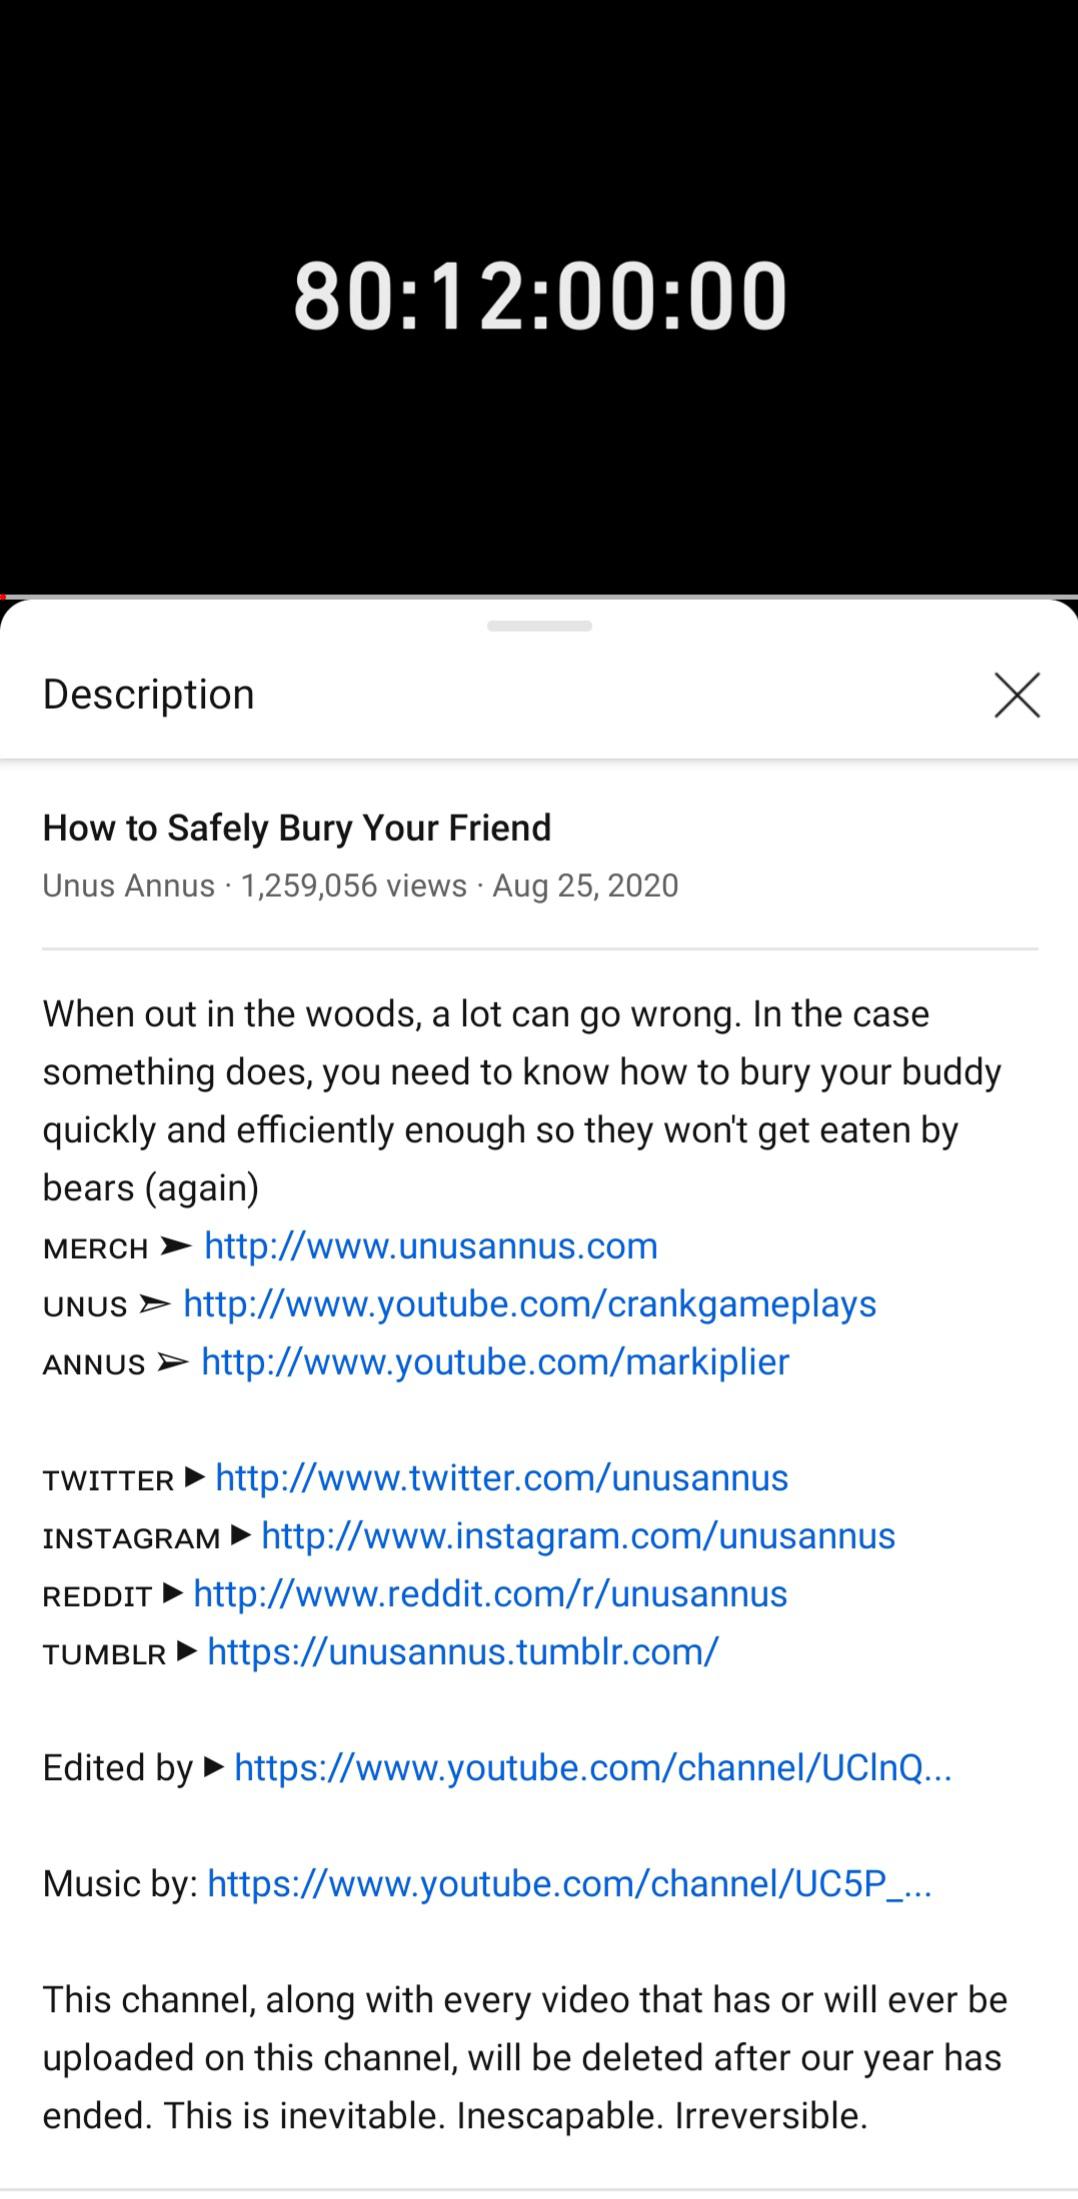 80:12:00:00
Description
How to Safely Bury Your Friend
Unus Annus · 1,259,056 views · Aug 25, 2020
When out in the woods, a lot can go wrong. In the case
something does, you need to know how to bury your buddy
quickly and efficiently enough so they won't get eaten by
bears (again)
ᴍᴇʀᴄʜ ➤ http://www.unusannus.com
ᴜɴᴜs ➣ http://www.youtube.com/crankgameplays
ᴀɴɴᴜs ➢ http://www.youtube.com/markiplier
ᴛᴡɪᴛᴛᴇʀ ► http://www.twitter.com/unusannus
ɪɴsᴛᴀɢʀᴀᴍ ► http://www.instagram.com/unusannus
ʀᴇᴅᴅɪᴛ ► http://www.reddit.com/r/unusannus
ᴛᴜᴍʙʟʀ ► https://unusannus.tumblr.com/
Edited by ► https://www.youtube.com/channel/UClnQ...
Music by: https://www.youtube.com/channel/UC5P_...
This channel, along with every video that has or will ever be
uploaded on this channel, will be deleted after our year has
ended. This is inevitable. Inescapable. Irreversible.